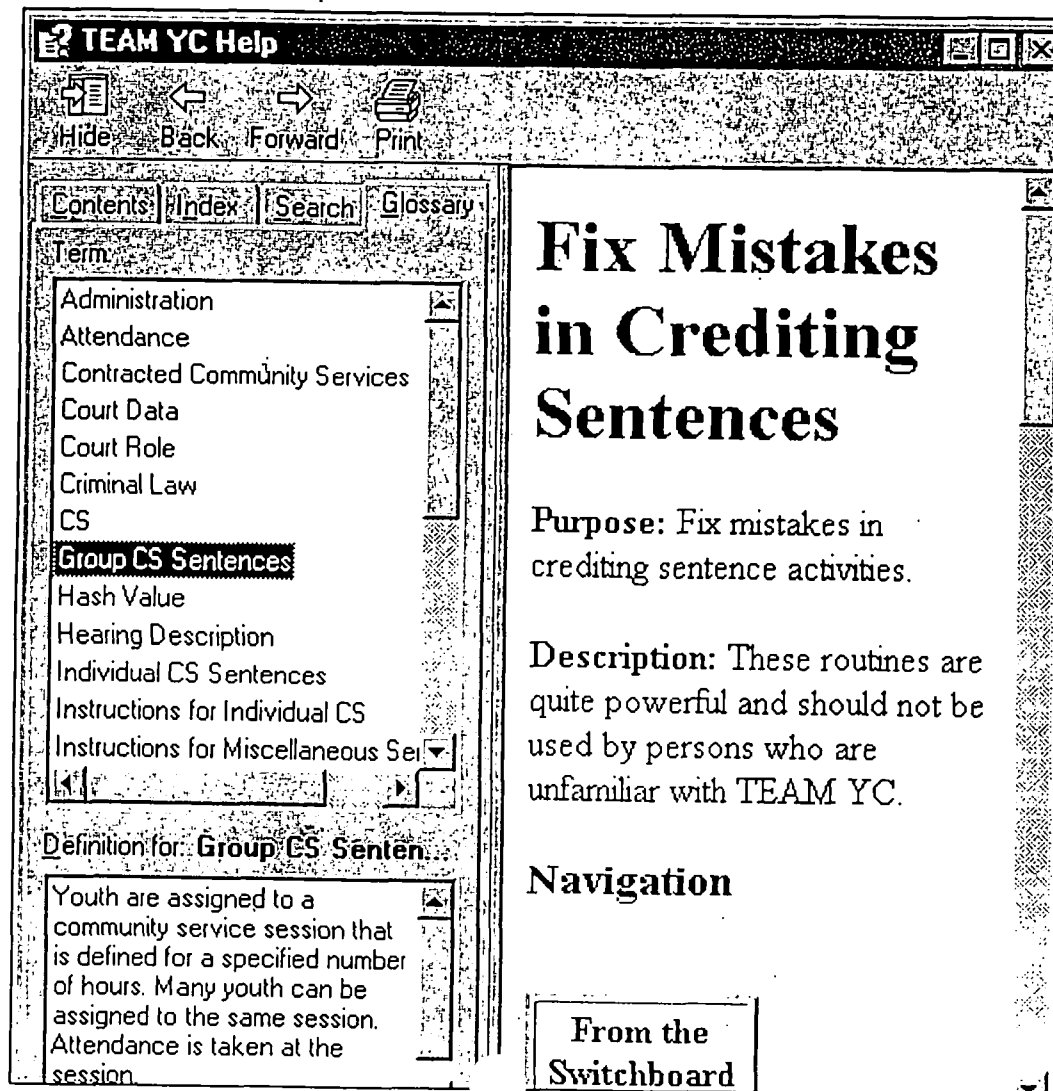 TEAM YC Help
Hide Back Forward Print
Contents Index Search Glossary
Term:
Administration
Attendance
Contracted Community Services
Court Data
Court Role
Criminal Law
CS
Group CS Sentences
Hash Value
Hearing Description
Individual CS Sentences
Instructions for Individual CS
Instructions for Miscellaneous Sen
Definition for: Group CS Senten...
Youth are assigned to a
community service session that
is defined for a specified number
of hours. Many youth can be
assigned to the same session.
Attendance is taken at the
session.
Fix Mistakes
in Crediting
Sentences
Purpose: Fix mistakes in
crediting sentence activities.
Description: These routines are
quite powerful and should not be
used by persons who are
unfamiliar with TEAM YC.
Navigation
From the
Switchboard